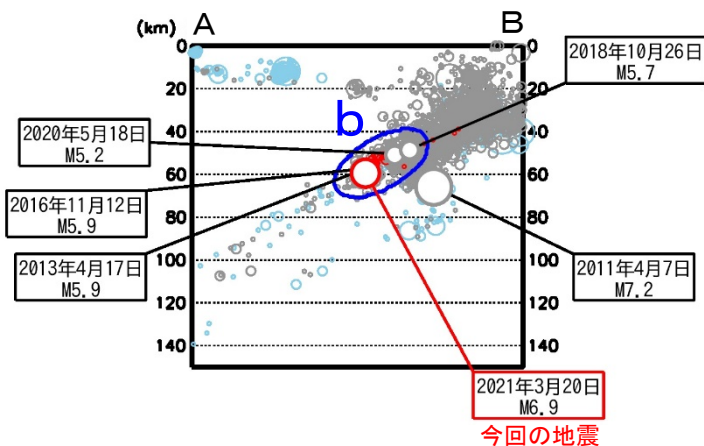 A
B
(km)
0
20
40
60
80
100
120
140
0
20
40
60
80
100
120
140
b
2018年10月26日
M5.7
2020年5月18日
M5.2
2016年11月12日
M5.9
2013年4月17日
M5.9
2011年4月7日
M7.2
2021年3月20日
M6.9
今回の地震